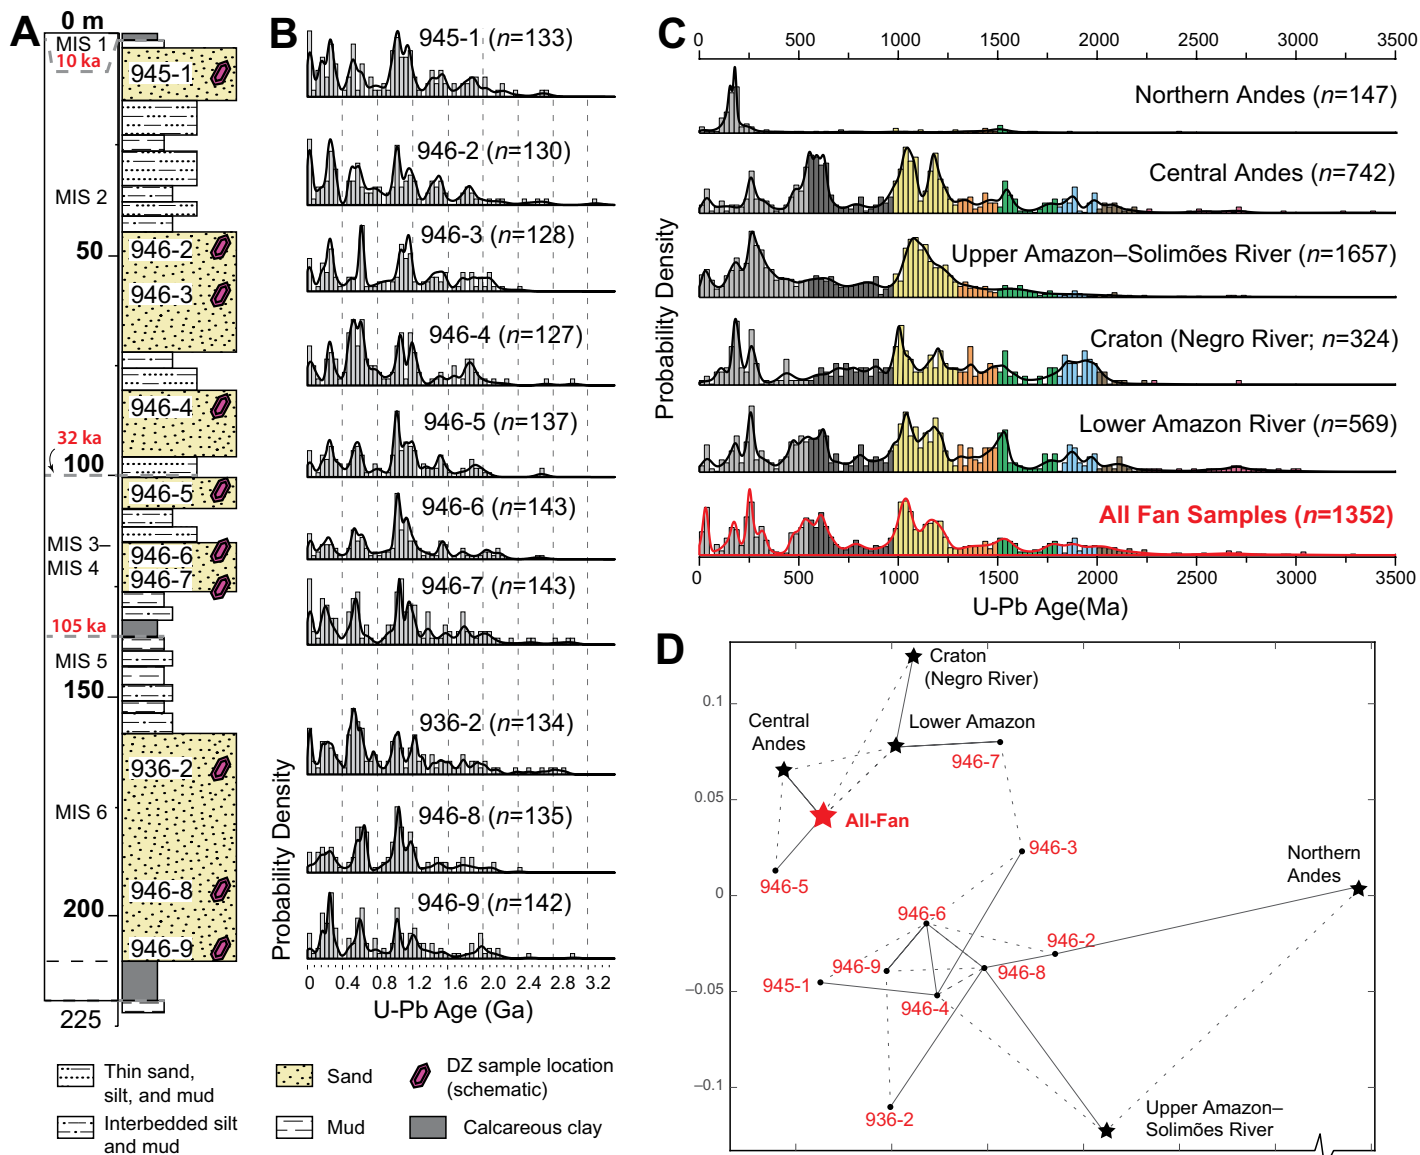 A
0 m
MIS 1
10 ka
945-1
MIS 2
50
946-2
946-3
946-4
32 ka
100
946-5
MIS 3–
MIS 4
946-6
946-7
105 ka
MIS 5
150
936-2
MIS 6
946-8
200
946-9
225
Thin sand,
silt, and mud
Interbedded silt
and mud
Sand
Mud
DZ sample location
(schematic)
Calcareous clay
B
945-1 (n=133)
946-2 (n=130)
946-3 (n=128)
946-4 (n=127)
946-5 (n=137)
946-6 (n=143)
946-7 (n=143)
936-2 (n=134)
946-8 (n=135)
946-9 (n=142)
Probability Density
0 0.4 0.8 1.2 1.6 2.0 2.4 2.8 3.2
U-Pb Age (Ga)
C
0 500 1000 1500 2000 2500 3000 3500
Northern Andes (n=147)
Central Andes (n=742)
Upper Amazon–Solimões River (n=1657)
Craton (Negro River; n=324)
Lower Amazon River (n=569)
All Fan Samples (n=1352)
Probability Density
0 500 1000 1500 2000 2500 3000 3500
U-Pb Age(Ma)
D
0.1
0.05
0
−0.05
−0.1
Craton
(Negro River)
Central
Andes
Lower Amazon
946-7
All-Fan
946-5
946-3
Northern
Andes
946-6
946-2
946-9
946-8
945-1
946-4
936-2
Upper Amazon–
Solimões River